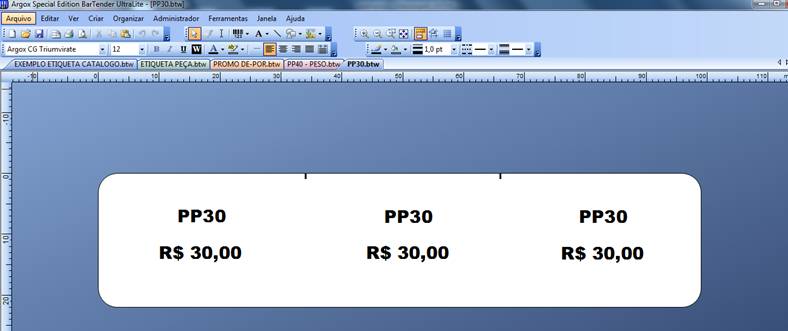 Argox Special Edition BarTender UltraLite - [PP30.btw]
Arquivo Editar Ver Criar Organizar Administrador Ferramentas Janela Ajuda
Argox CG Triumvirate 12 B I U W A 1,0 pt
EXEMPLO ETIQUETA CATALOGO.btw ETIQUETA PEÇA.btw PROMO DE-POR.btw PP40 - PESO.btw PP30.btw
-10 0 10 20 30 40 50 60 70 80 90 100 110
-10
0
PP30 PP30 PP30
10
R$ 30,00 R$ 30,00 R$ 30,00
20